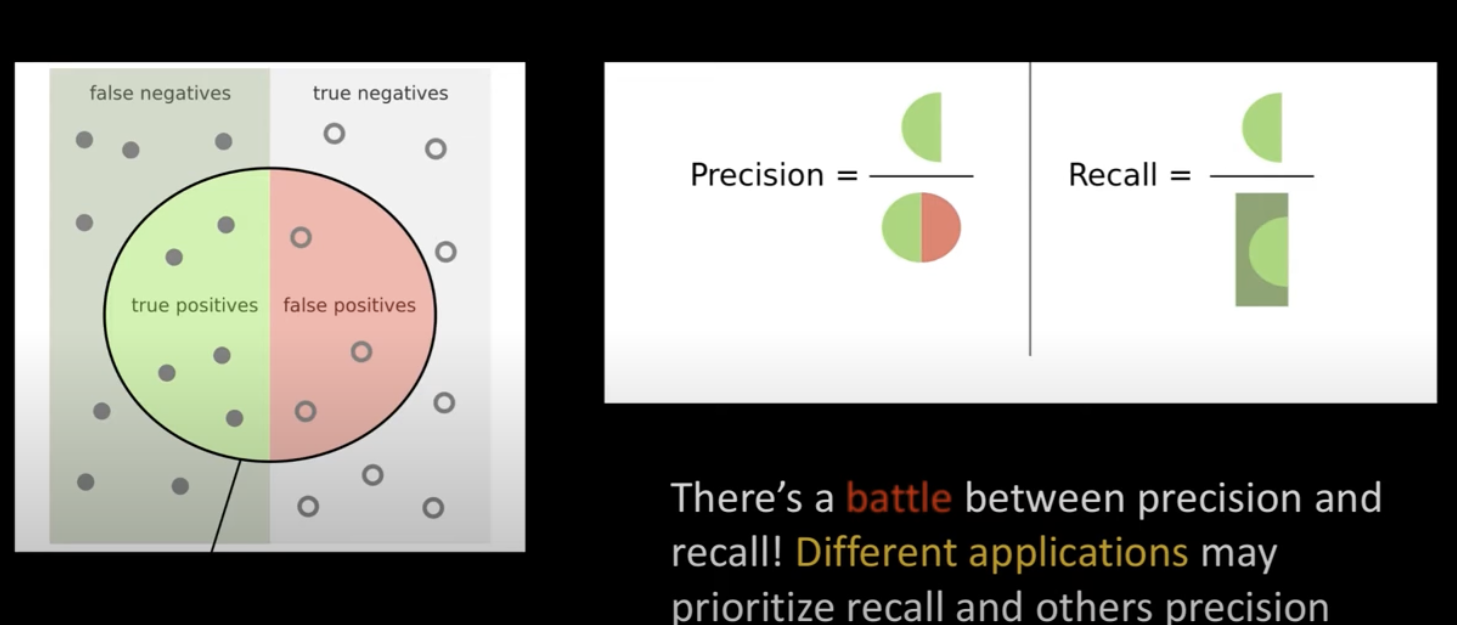 false negatives
true negatives
true positives
false positives
Precision =
Recall =
There's a battle between precision and
recall! Different applications may
prioritize recall and others precision